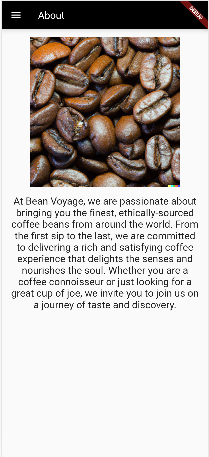 About
DEBUG
At Bean Voyage, we are passionate about
bringing you the finest, ethically-sourced
coffee beans from around the world. From
the first sip to the last, we are committed
to delivering a rich and satisfying coffee
experience that delights the senses and
nourishes the soul. Whether you are a
coffee connoisseur or just looking for a
great cup of joe, we invite you to join us on
a journey of taste and discovery.